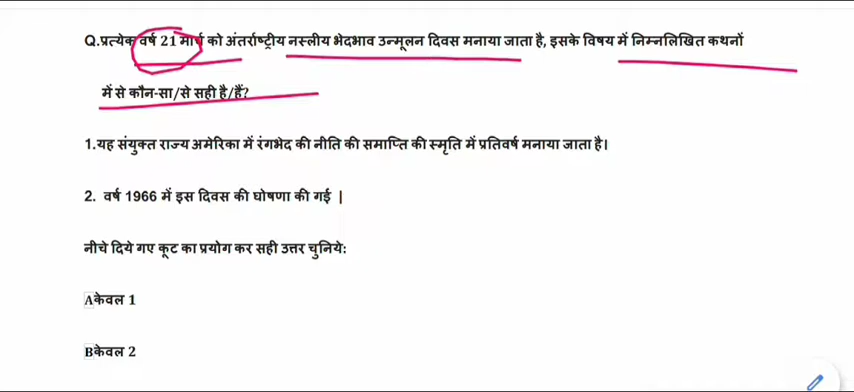 Q.प्रत्येक वर्ष 21 मार्च को अंतर्राष्ट्रीय नस्लीय भेदभाव उन्मूलन दिवस मनाया जाता है, इसके विषय में निम्नलिखित कथनों
में से कौन-सा/से सही है/हैं?
1.यह संयुक्त राज्य अमेरिका में रंगभेद की नीति की समाप्ति की स्मृति में प्रतिवर्ष मनाया जाता है।
2. वर्ष 1966 में इस दिवस की घोषणा की गई |
नीचे दिये गए कूट का प्रयोग कर सही उत्तर चुनिये:
Aकेवल 1
Bकेवल 2